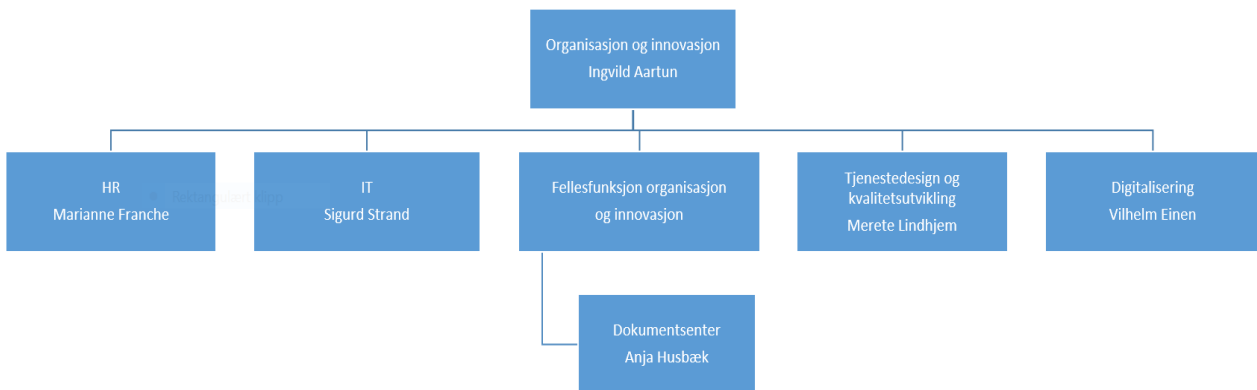 Organisasjon og innovasjon
Ingvild Aartun
HR
Marianne Franche
IT
Sigurd Strand
Fellesfunksjon organisasjon
og innovasjon
Tjenestedesign og
kvalitetsutvikling
Merete Lindhjem
Digitalisering
Vilhelm Einen
Dokumentsenter
Anja Husbæk